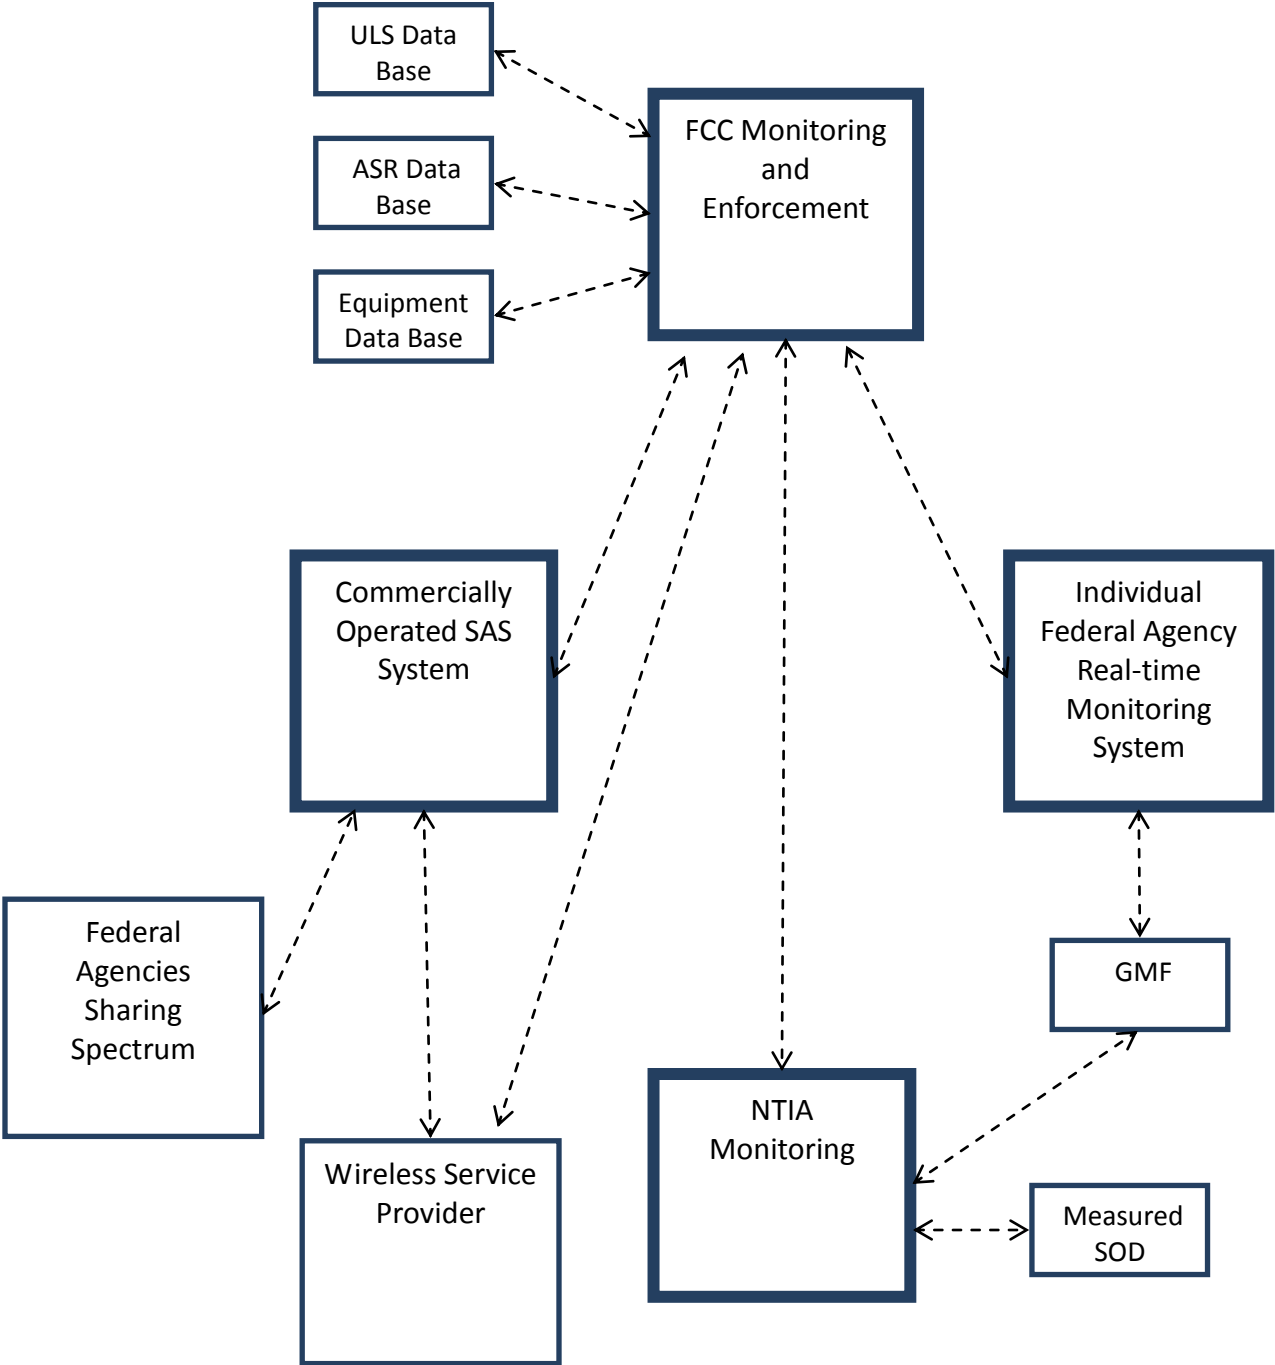 ULS Data
Base
FCC Monitoring
and
Enforcement
ASR Data
Base
Equipment
Data Base
Commercially
Operated SAS
System
Individual
Federal Agency
Real-time
Monitoring
System
Federal
Agencies
Sharing
Spectrum
GMF
NTIA
Monitoring
Wireless Service
Provider
Measured
SOD